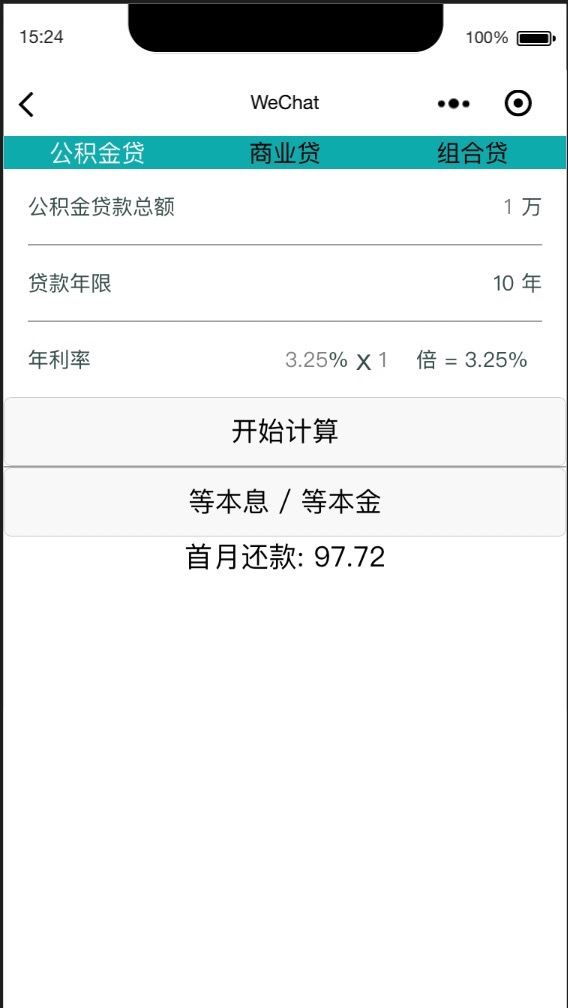 15:24 100%
WeChat
公积金贷 商业贷 组合贷
公积金贷款总额 1 万
贷款年限 10 年
年利率 3.25% X 1 倍 = 3.25%
开始计算
等本息 / 等本金
首月还款: 97.72